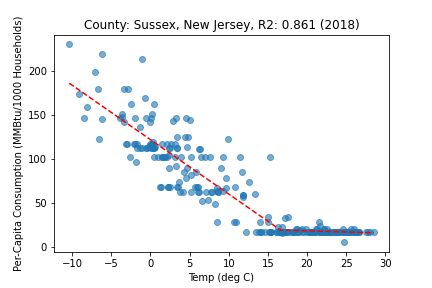 County: Sussex, New Jersey, R2: 0.861 (2018)
Per-Capita Consumption (MMBtu/1000 Households)
200
150
100
50
0
−10 −5 0 5 10 15 20 25 30
Temp (deg C)